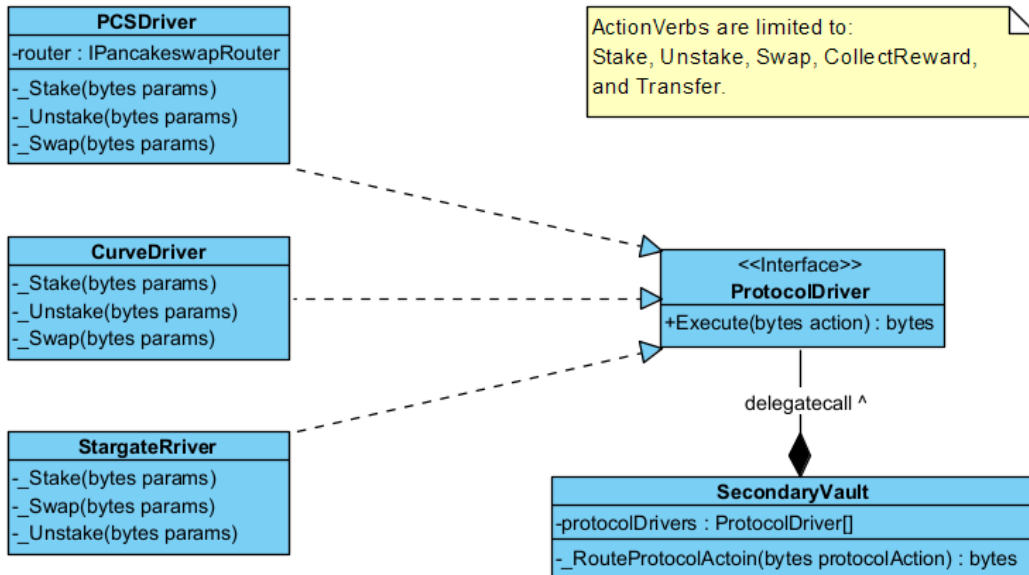 PCSDriver
-router : IPancakeswapRouter
-_Stake(bytes params)
-_Unstake(bytes params)
-_Swap(bytes params)
ActionVerbs are limited to:
Stake, Unstake, Swap, CollectReward,
and Transfer.
CurveDriver
-_Stake(bytes params)
-_Unstake(bytes params)
-_Swap(bytes params)
<<Interface>>
ProtocolDriver
+Execute(bytes action) : bytes
delegatecall ^
StargateRriver
-_Stake(bytes params)
-_Swap(bytes params)
-_Unstake(bytes params)
SecondaryVault
-protocolDrivers : ProtocolDriver[]
-_RouteProtocolActoin(bytes protocolAction) : bytes